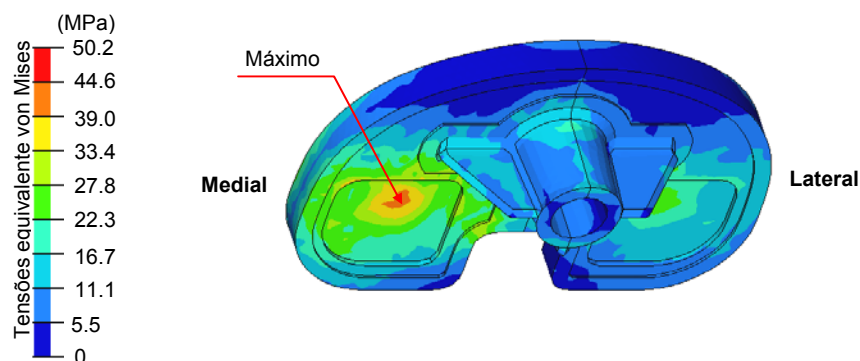 (MPa)
50.2
44.6
39.0
33.4
27.8
22.3
16.7
11.1
5.5
0
Tensões equivalente von Mises
Máximo
Medial
Lateral